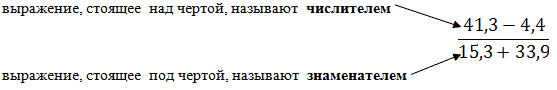 выражение, стоящее над чертой, называют числителем
41,3 − 4,4
15,3 + 33,9
выражение, стоящее под чертой, называют знаменателем